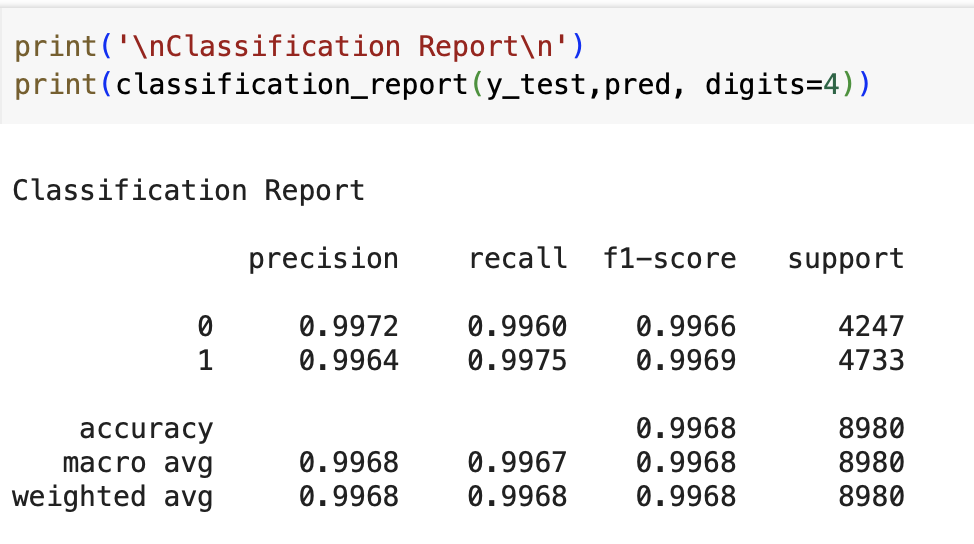 print('\nClassification Report\n')
print(classification_report(y_test,pred, digits=4))
Classification Report
precision recall f1-score support
0 0.9972 0.9960 0.9966 4247
1 0.9964 0.9975 0.9969 4733
accuracy 0.9968 8980
macro avg 0.9968 0.9967 0.9968 8980
weighted avg 0.9968 0.9968 0.9968 8980